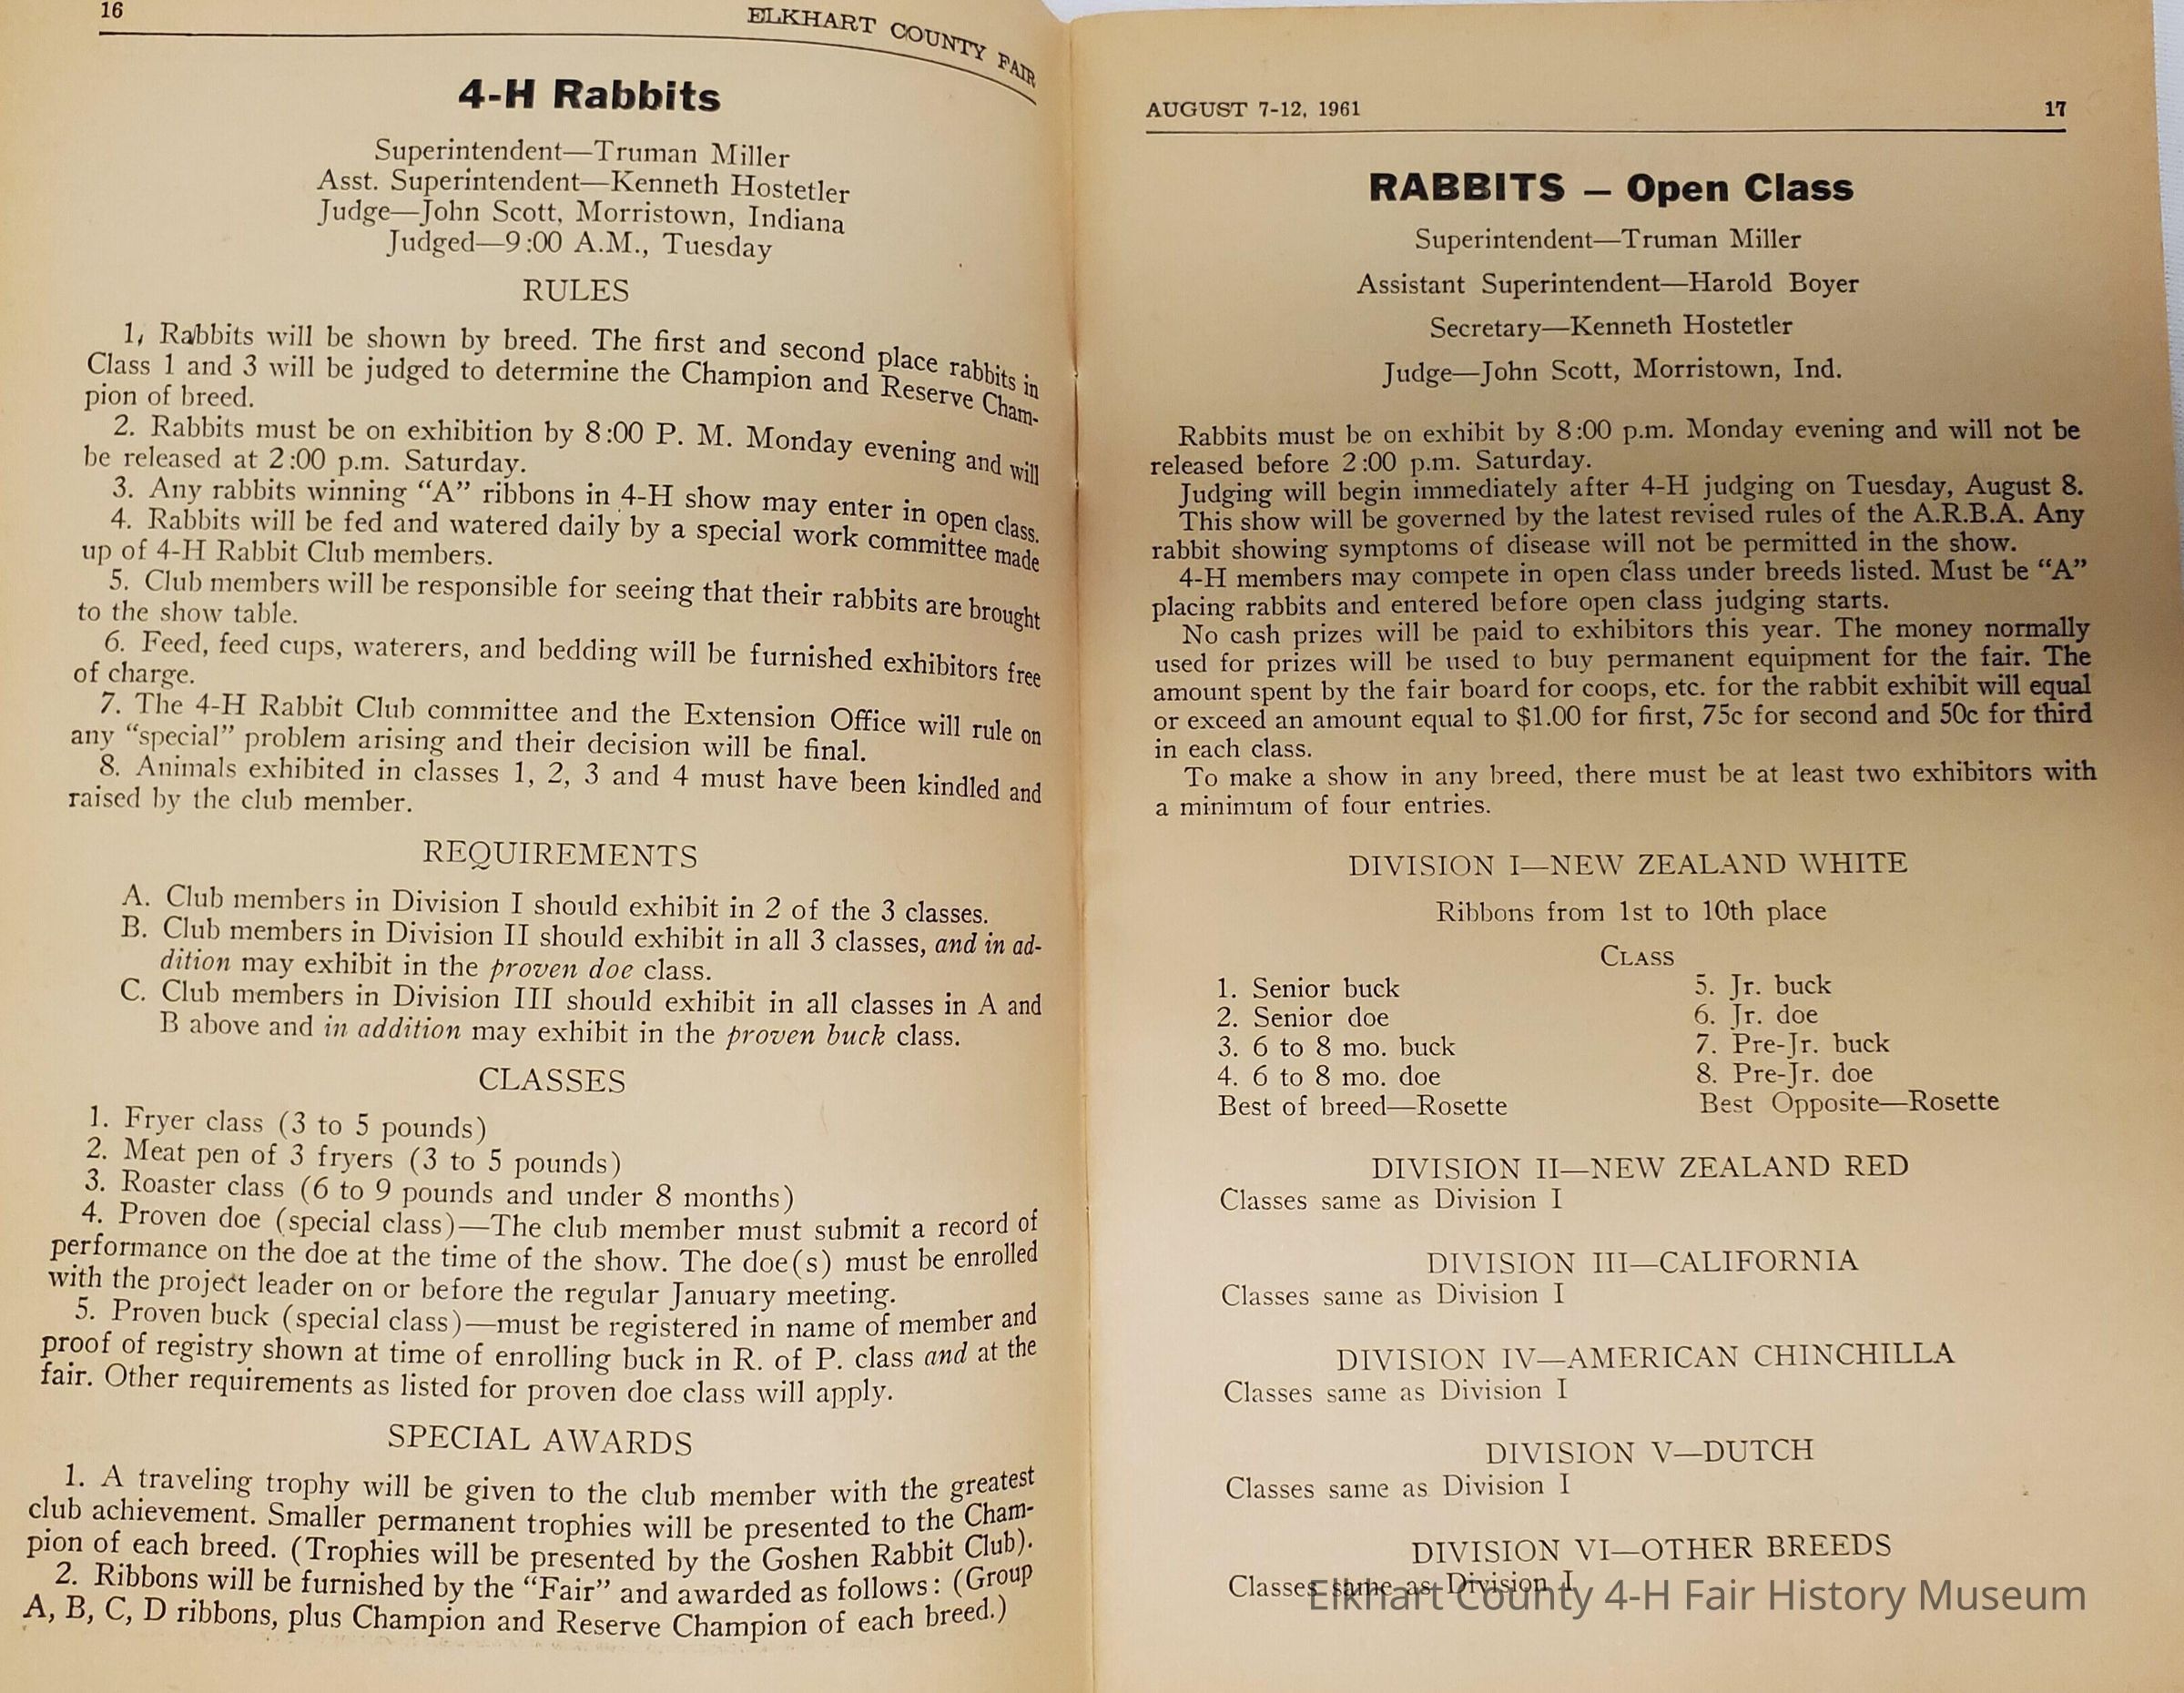 16
ELKHART COUNTY FAIR
4-H Rabbits
Superintendent—Truman Miller
Asst. Superintendent—Kenneth Hostetler
Judge—John Scott, Morristown, Indiana
Judged—9:00 A.M., Tuesday
RULES
1, Rabbits will be shown by breed. The first and second place rabbits in
Class 1 and 3 will be judged to determine the Champion and Reserve Cham-
pion of breed.
2. Rabbits must be on exhibition by 8:00 P. M. Monday evening and will
be released at 2:00 p.m. Saturday.
3. Any rabbits winning “A” ribbons in 4-H show may enter in open class.
4. Rabbits will be fed and watered daily by a special work committee made
up of 4-H Rabbit Club members.
5. Club members will be responsible for seeing that their rabbits are brought
to the show table.
6. Feed, feed cups, waterers, and bedding will be furnished exhibitors free
of charge.
7. The 4-H Rabbit Club committee and the Extension Office will rule on
any “special” problem arising and their decision will be final.
8. Animals exhibited in classes 1, 2, 3 and 4 must have been kindled and
raised by the club member.
REQUIREMENTS
A. Club members in Division I should exhibit in 2 of the 3 classes.
B. Club members in Division II should exhibit in all 3 classes, and in ad-
dition may exhibit in the proven doe class.
C. Club members in Division III should exhibit in all classes in A and
B above and in addition may exhibit in the proven buck class.
CLASSES
1. Fryer class (3 to 5 pounds)
2. Meat pen of 3 fryers (3 to 5 pounds)
3. Roaster class (6 to 9 pounds and under 8 months)
4. Proven doe (special class)—The club member must submit a record of
performance on the doe at the time of the show. The doe(s) must be enrolled
with the project leader on or before the regular January meeting.
5. Proven buck (special class)—must be registered in name of member and
proof of registry shown at time of enrolling buck in R. of P. class and at the
fair. Other requirements as listed for proven doe class will apply.
SPECIAL AWARDS
1. A traveling trophy will be given to the club member with the greatest
club achievement. Smaller permanent trophies will be presented to the Cham-
pion of each breed. (Trophies will be presented by the Goshen Rabbit Club).
2. Ribbons will be furnished by the “Fair” and awarded as follows: (Group
A, B, C, D ribbons, plus Champion and Reserve Champion of each breed.)
AUGUST 7-12, 1961
17
RABBITS — Open Class
Superintendent—Truman Miller
Assistant Superintendent—Harold Boyer
Secretary—Kenneth Hostetler
Judge—John Scott, Morristown, Ind.
Rabbits must be on exhibit by 8:00 p.m. Monday evening and will not be
released before 2:00 p.m. Saturday.
Judging will begin immediately after 4-H judging on Tuesday, August 8.
This show will be governed by the latest revised rules of the A.R.B.A. Any
rabbit showing symptoms of disease will not be permitted in the show.
4-H members may compete in open class under breeds listed. Must be “A”
placing rabbits and entered before open class judging starts.
No cash prizes will be paid to exhibitors this year. The money normally
used for prizes will be used to buy permanent equipment for the fair. The
amount spent by the fair board for coops, etc. for the rabbit exhibit will equal
or exceed an amount equal to $1.00 for first, 75c for second and 50c for third
in each class.
To make a show in any breed, there must be at least two exhibitors with
a minimum of four entries.
DIVISION I—NEW ZEALAND WHITE
Ribbons from 1st to 10th place
CLASS
1. Senior buck
2. Senior doe
3. 6 to 8 mo. buck
4. 6 to 8 mo. doe
Best of breed—Rosette
5. Jr. buck
6. Jr. doe
7. Pre-Jr. buck
8. Pre-Jr. doe
Best Opposite—Rosette
DIVISION II—NEW ZEALAND RED
Classes same as Division I
DIVISION III—CALIFORNIA
Classes same as Division I
DIVISION IV—AMERICAN CHINCHILLA
Classes same as Division I
DIVISION V—DUTCH
Classes same as Division I
DIVISION VI—OTHER BREEDS
Classes same as Division I
Elkhart County 4-H Fair History Museum